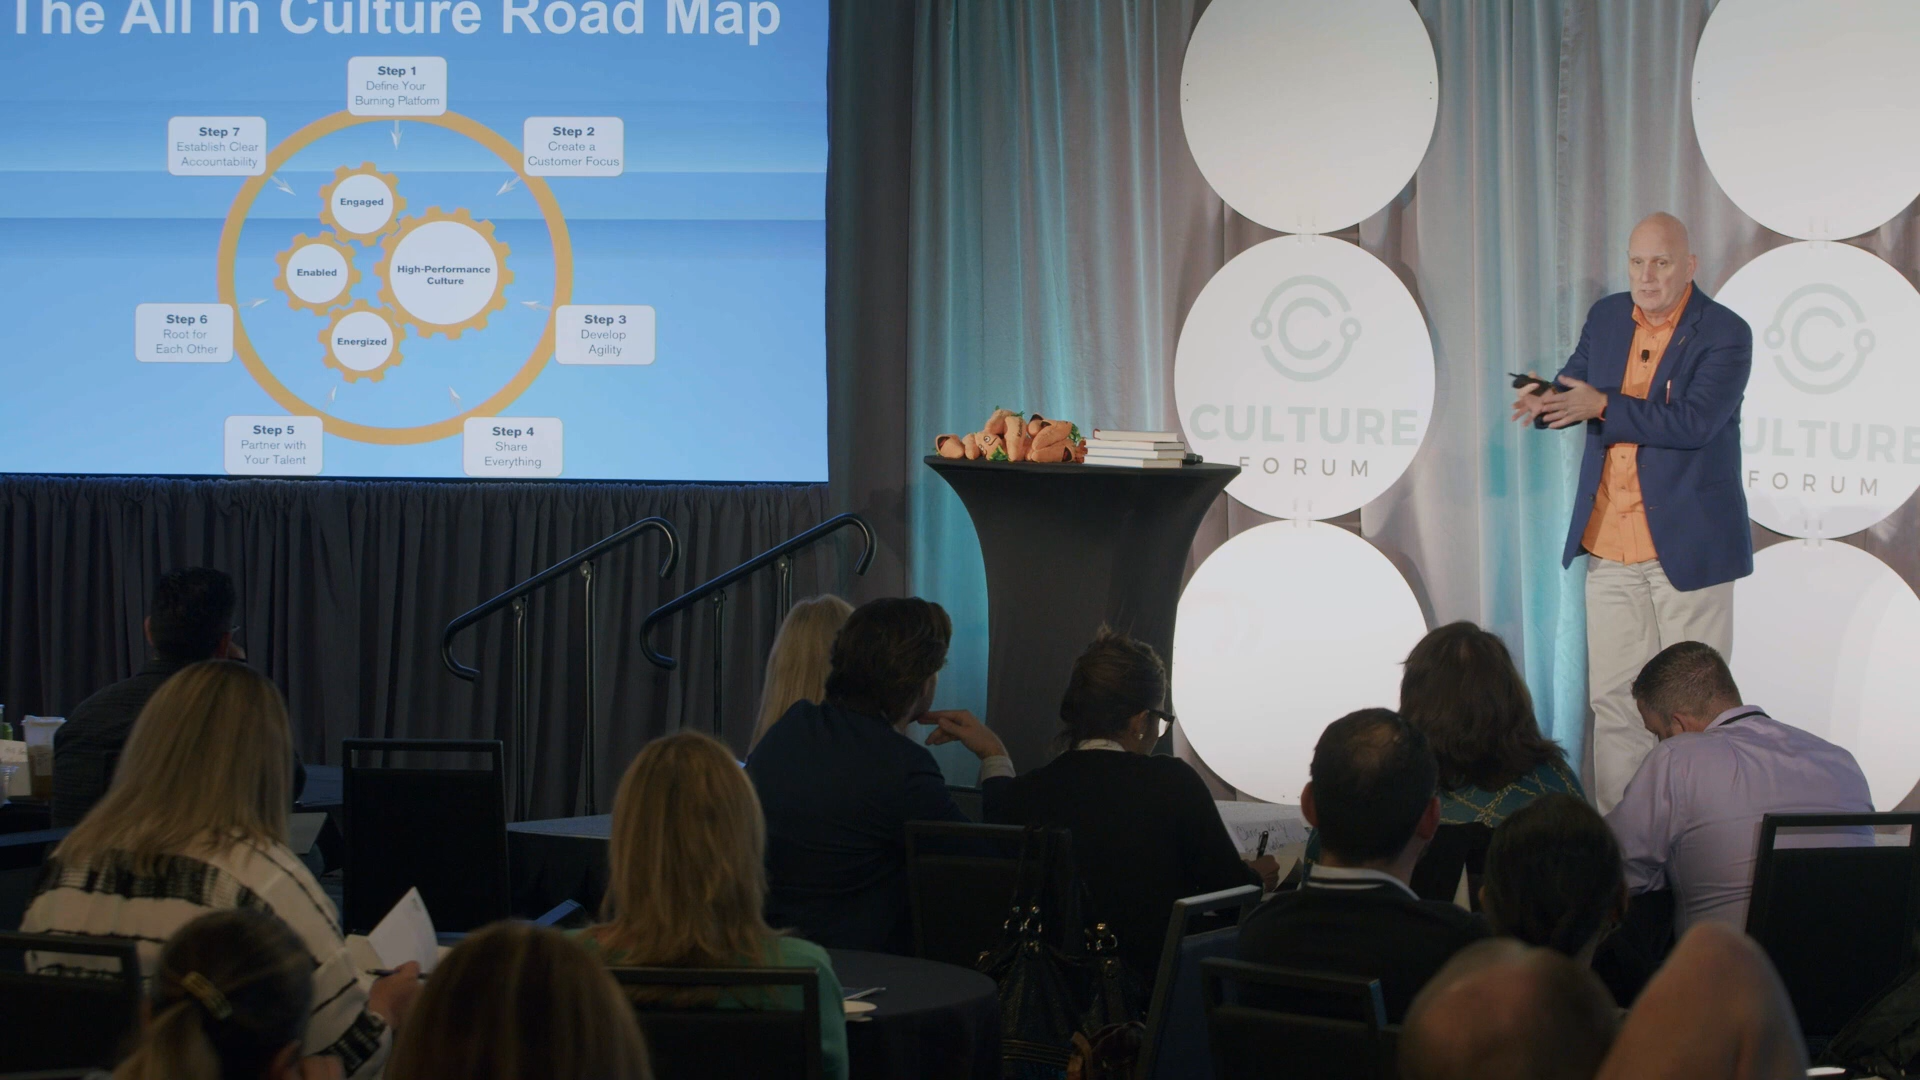 The All In Culture Road Map
Step 1
Define Your
Burning Platform
Step 2
Create a
Customer Focus
Step 3
Develop
Agility
Step 4
Share
Everything
Step 5
Partner with
Your Talent
Step 6
Root for
Each Other
Step 7
Establish Clear
Accountability
Engaged
Enabled
High-Performance
Culture
Energized
C
CULTURE
FORUM
C
ULTURE
FORUM